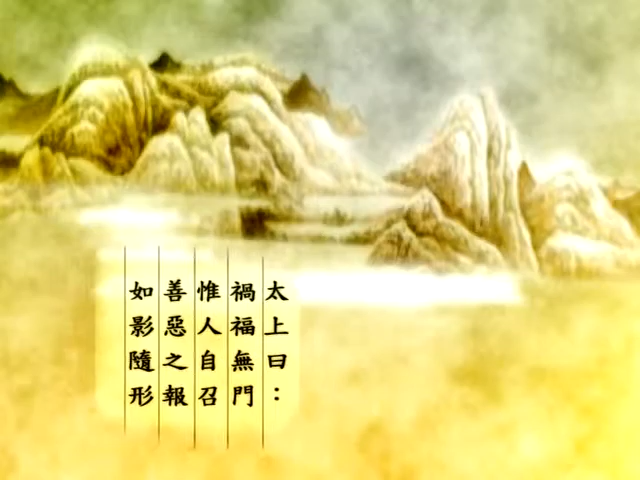 太上曰：
禍福無門
惟人自召
善惡之報
如影隨形